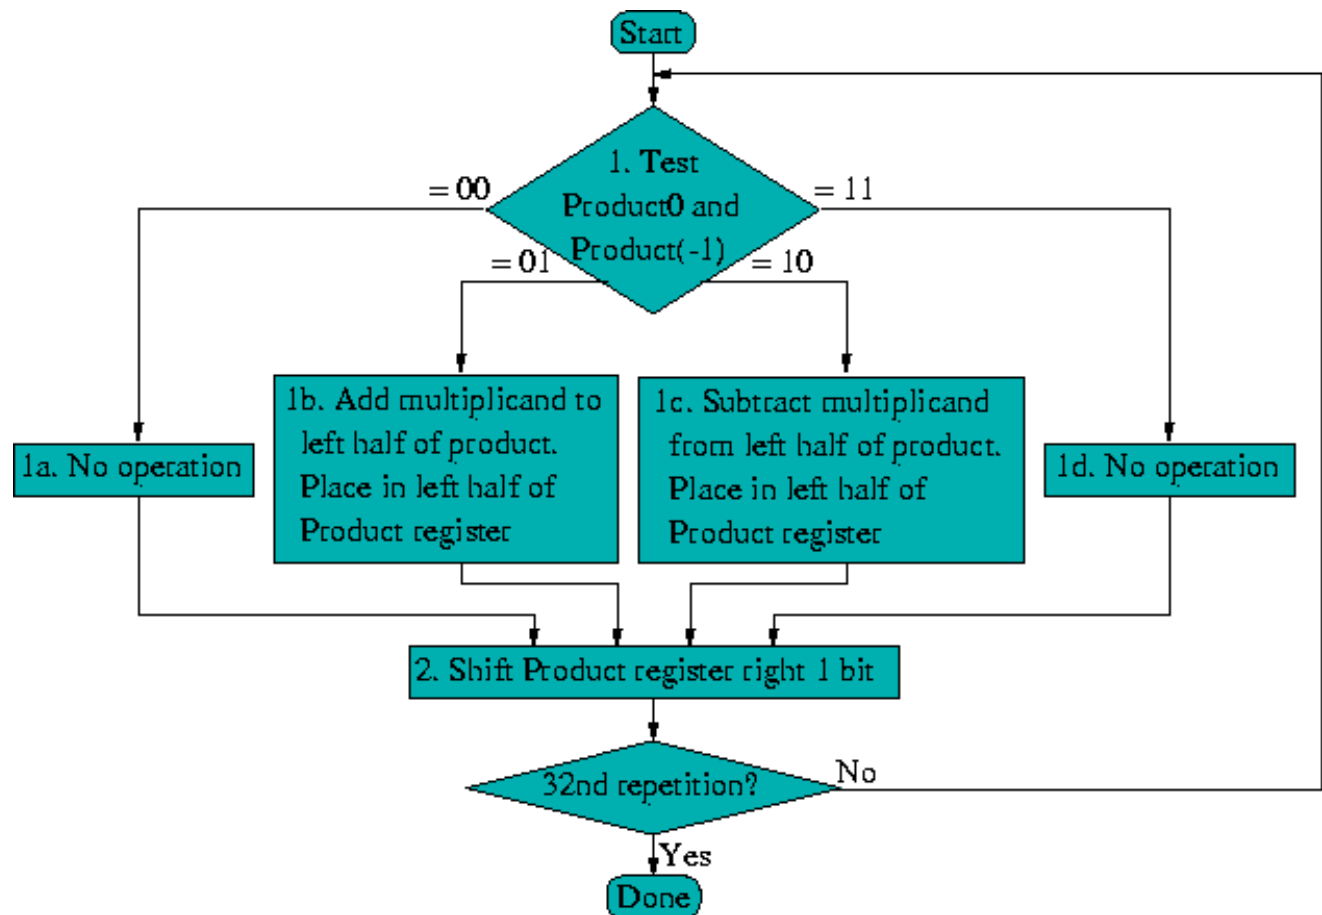 Start
1. Test
Product0 and
Product(-1)
= 00
= 11
= 01
= 10
1a. No operation
1b. Add multiplicand to
left half of product.
Place in left half of
Product register
1c. Subtract multiplicand
from left half of product.
Place in left half of
Product register
1d. No operation
2. Shift Product register right 1 bit
32nd repetition?
No
Yes
Done